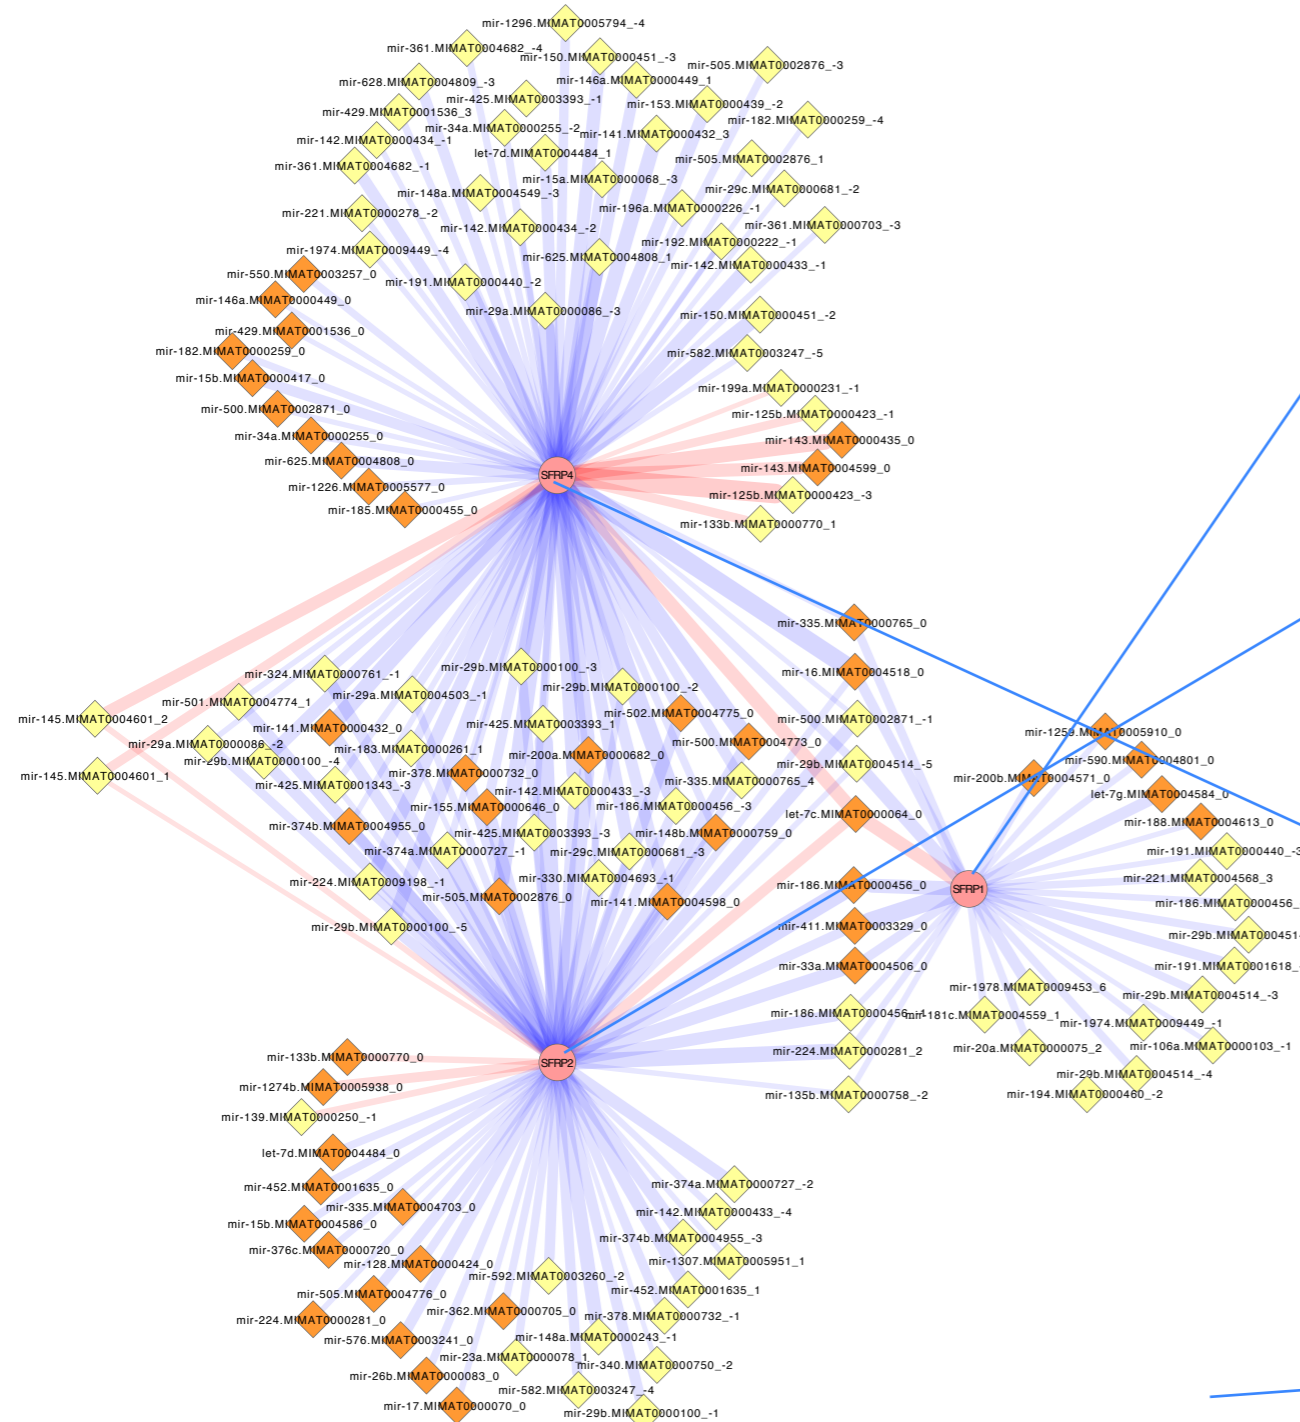 mir-1296.MIMAT0005794_-4
mir-361.MIMAT0004682_-4
mir-150.MIMAT0000451_-3
mir-505.MIMAT0002876_-3
mir-628.MIMAT0004809_-3
mir-146a.MIMAT0000449_1
mir-425.MIMAT0003393_-1
mir-153.MIMAT0000439_-2
mir-429.MIMAT0001536_3
mir-182.MIMAT0000259_-4
mir-34a.MIMAT0000255_-2
mir-141.MIMAT0000432_3
mir-142.MIMAT0000434_-1
let-7d.MIMAT0004484_1
mir-505.MIMAT0002876_1
mir-361.MIMAT0004682_-1
mir-15a.MIMAT0000068_-3
mir-148a.MIMAT0004549_-3
mir-29c.MIMAT0000681_-2
mir-221.MIMAT0000278_-2
mir-196a.MIMAT0000226_-1
mir-142.MIMAT0000434_-2
mir-361.MIMAT0000703_-3
mir-192.MIMAT0000222_-1
mir-1974.MIMAT0009449_-4
mir-625.MIMAT0004808_1
mir-142.MIMAT0000433_-1
mir-550.MIMAT0003257_0
mir-191.MIMAT0000440_-2
mir-146a.MIMAT0000449_0
mir-29a.MIMAT0000086_-3
mir-150.MIMAT0000451_-2
mir-429.MIMAT0001536_0
mir-182.MIMAT0000259_0
mir-582.MIMAT0003247_-5
mir-15b.MIMAT0000417_0
mir-199a.MIMAT0000231_-1
mir-500.MIMAT0002871_0
mir-125b.MIMAT0000423_-1
mir-34a.MIMAT0000255_0
mir-143.MIMAT0000435_0
mir-625.MIMAT0004808_0
mir-143.MIMAT0004599_0
SFRP4
mir-1226.MIMAT0005577_0
mir-125b.MIMAT0000423_-3
mir-185.MIMAT0000455_0
mir-133b.MIMAT0000770_1
mir-335.MIMAT0000765_0
mir-29b.MIMAT0000100_-3
mir-324.MIMAT0000761_-1
mir-16.MIMAT0004518_0
mir-29b.MIMAT0000100_-2
mir-29a.MIMAT0004503_-1
mir-501.MIMAT0004774_1
mir-502.MIMAT0004775_0
mir-145.MIMAT0004601_2
mir-500.MIMAT0002871_-1
mir-425.MIMAT0003393_1
mir-141.MIMAT0000432_0
mir-1259.MIMAT0005910_0
mir-29a.MIMAT0000086_-2
mir-500.MIMAT0004773_0
mir-183.MIMAT0000261_1
mir-200a.MIMAT0000682_0
mir-590.MIMAT0004801_0
mir-29b.MIMAT0000100_-4
mir-29b.MIMAT0004514_-5
mir-378.MIMAT0000732_0
mir-145.MIMAT0004601_1
mir-200b.MIMAT0004571_0
mir-335.MIMAT0000765_4
mir-425.MIMAT0001343_-3
mir-142.MIMAT0000433_-3
let-7g.MIMAT0004584_0
mir-155.MIMAT0000646_0
mir-186.MIMAT0000456_-3
let-7c.MIMAT0000064_0
mir-188.MIMAT0004613_0
mir-374b.MIMAT0004955_0
mir-425.MIMAT0003393_-3
mir-148b.MIMAT0000759_0
mir-374a.MIMAT0000727_-1
mir-29c.MIMAT0000681_-3
mir-191.MIMAT0000440_-3
mir-330.MIMAT0004693_-1
mir-221.MIMAT0004568_3
mir-224.MIMAT0009198_-1
mir-186.MIMAT0000456_0
SFRP1
mir-505.MIMAT0002876_0
mir-141.MIMAT0004598_0
mir-186.MIMAT0000456_
mir-29b.MIMAT0000100_-5
mir-411.MIMAT0003329_0
mir-29b.MIMAT000451
mir-33a.MIMAT0004506_0
mir-191.MIMAT0001618_
mir-1978.MIMAT0009453_6
mir-29b.MIMAT0004514_-3
mir-186.MIMAT0000456_-1
mir-181c.MIMAT0004559_1
mir-1974.MIMAT0009449_-1
mir-224.MIMAT0000281_2
mir-20a.MIMAT0000075_2
mir-106a.MIMAT0000103_-1
mir-133b.MIMAT0000770_0
SFRP2
mir-29b.MIMAT0004514_-4
mir-1274b.MIMAT0005938_0
mir-135b.MIMAT0000758_-2
mir-194.MIMAT0000460_-2
mir-139.MIMAT0000250_-1
let-7d.MIMAT0004484_0
mir-452.MIMAT0001635_0
mir-374a.MIMAT0000727_-2
mir-335.MIMAT0004703_0
mir-142.MIMAT0000433_-4
mir-15b.MIMAT0004586_0
mir-374b.MIMAT0004955_-3
mir-376c.MIMAT0000720_0
mir-128.MIMAT0000424_0
mir-1307.MIMAT0005951_1
mir-592.MIMAT0003260_-2
mir-452.MIMAT0001635_1
mir-505.MIMAT0004776_0
mir-362.MIMAT0000705_0
mir-378.MIMAT0000732_-1
mir-224.MIMAT0000281_0
mir-148a.MIMAT0000243_-1
mir-576.MIMAT0003241_0
mir-23a.MIMAT0000078_1
mir-340.MIMAT0000750_-2
mir-26b.MIMAT0000083_0
mir-582.MIMAT0003247_-4
mir-17.MIMAT0000070_0
mir-29b.MIMAT0000100_-1